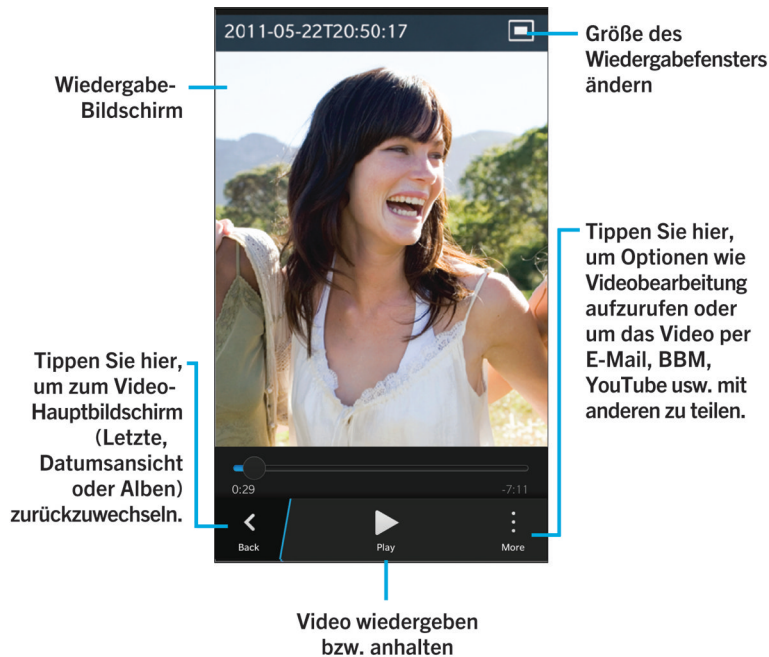 2011-05-22T20:50:17
Größe des
Wiedergabefensters
ändern
Wiedergabe-
Bildschirm
Tippen Sie hier,
um Optionen wie
Videobearbeitung
aufzurufen oder
um das Video per
E-Mail, BBM,
YouTube usw. mit
anderen zu teilen.
Tippen Sie hier,
um zum Video-
Hauptbildschirm
(Letzte,
Datumsansicht
oder Alben)
zurückzuwechseln.
0:29
-7:11
Back
Play
More
Video wiedergeben
bzw. anhalten